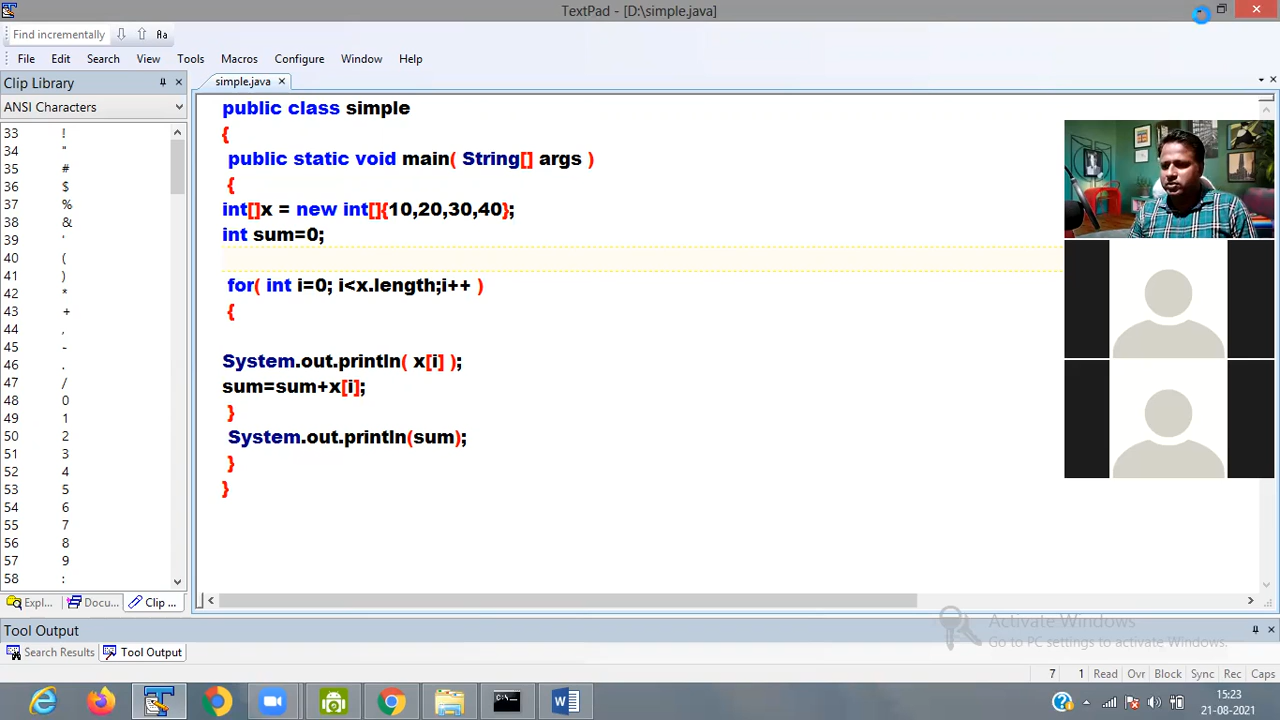 TextPad - [D:\simple.java]
Find incrementally
Aa
File Edit Search View Tools Macros Configure Window Help
Clip Library
simple.java
ANSI Characters
33 !
34 "
35 #
36 $
37 %
38 &
39 '
40 (
41 )
42 *
43 +
44 ,
45 -
46 .
47 /
48 0
49 1
50 2
51 3
52 4
53 5
54 6
55 7
56 8
57 9
58 :
public class simple
{
public static void main( String[] args )
{
int[]x = new int[]{10,20,30,40};
int sum=0;
for( int i=0; i<x.length;i++ )
{
System.out.println( x[i] );
sum=sum+x[i];
}
System.out.println(sum);
}
}
Expl... Docu... Clip ...
Activate Windows
Go to PC settings to activate Windows.
Tool Output
Search Results Tool Output
7 1 Read Ovr Block Sync Rec Caps
15:23
21-08-2021